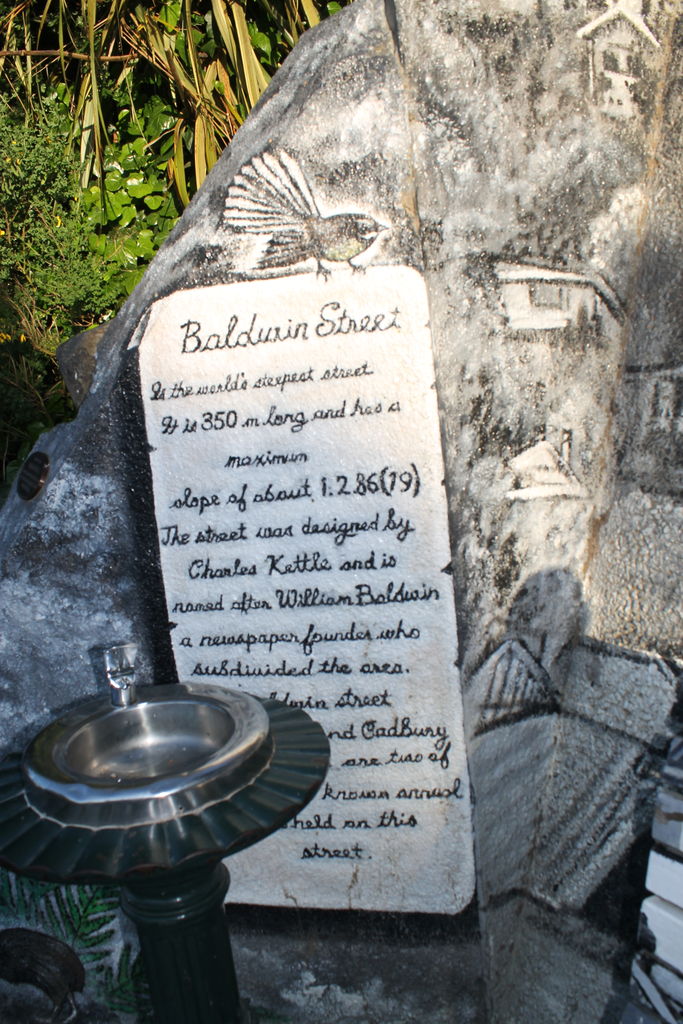 Baldwin Street
Is the world's steepest street
It is 350 m long and has a
maximum
slope of about 1.2.86(19)
The street was designed by
Charles Kettle and is
named after William Baldwin
a newspaper founder who
subdivided the area.
street
nd Cadbury
are two of
known annual
held on this
street.